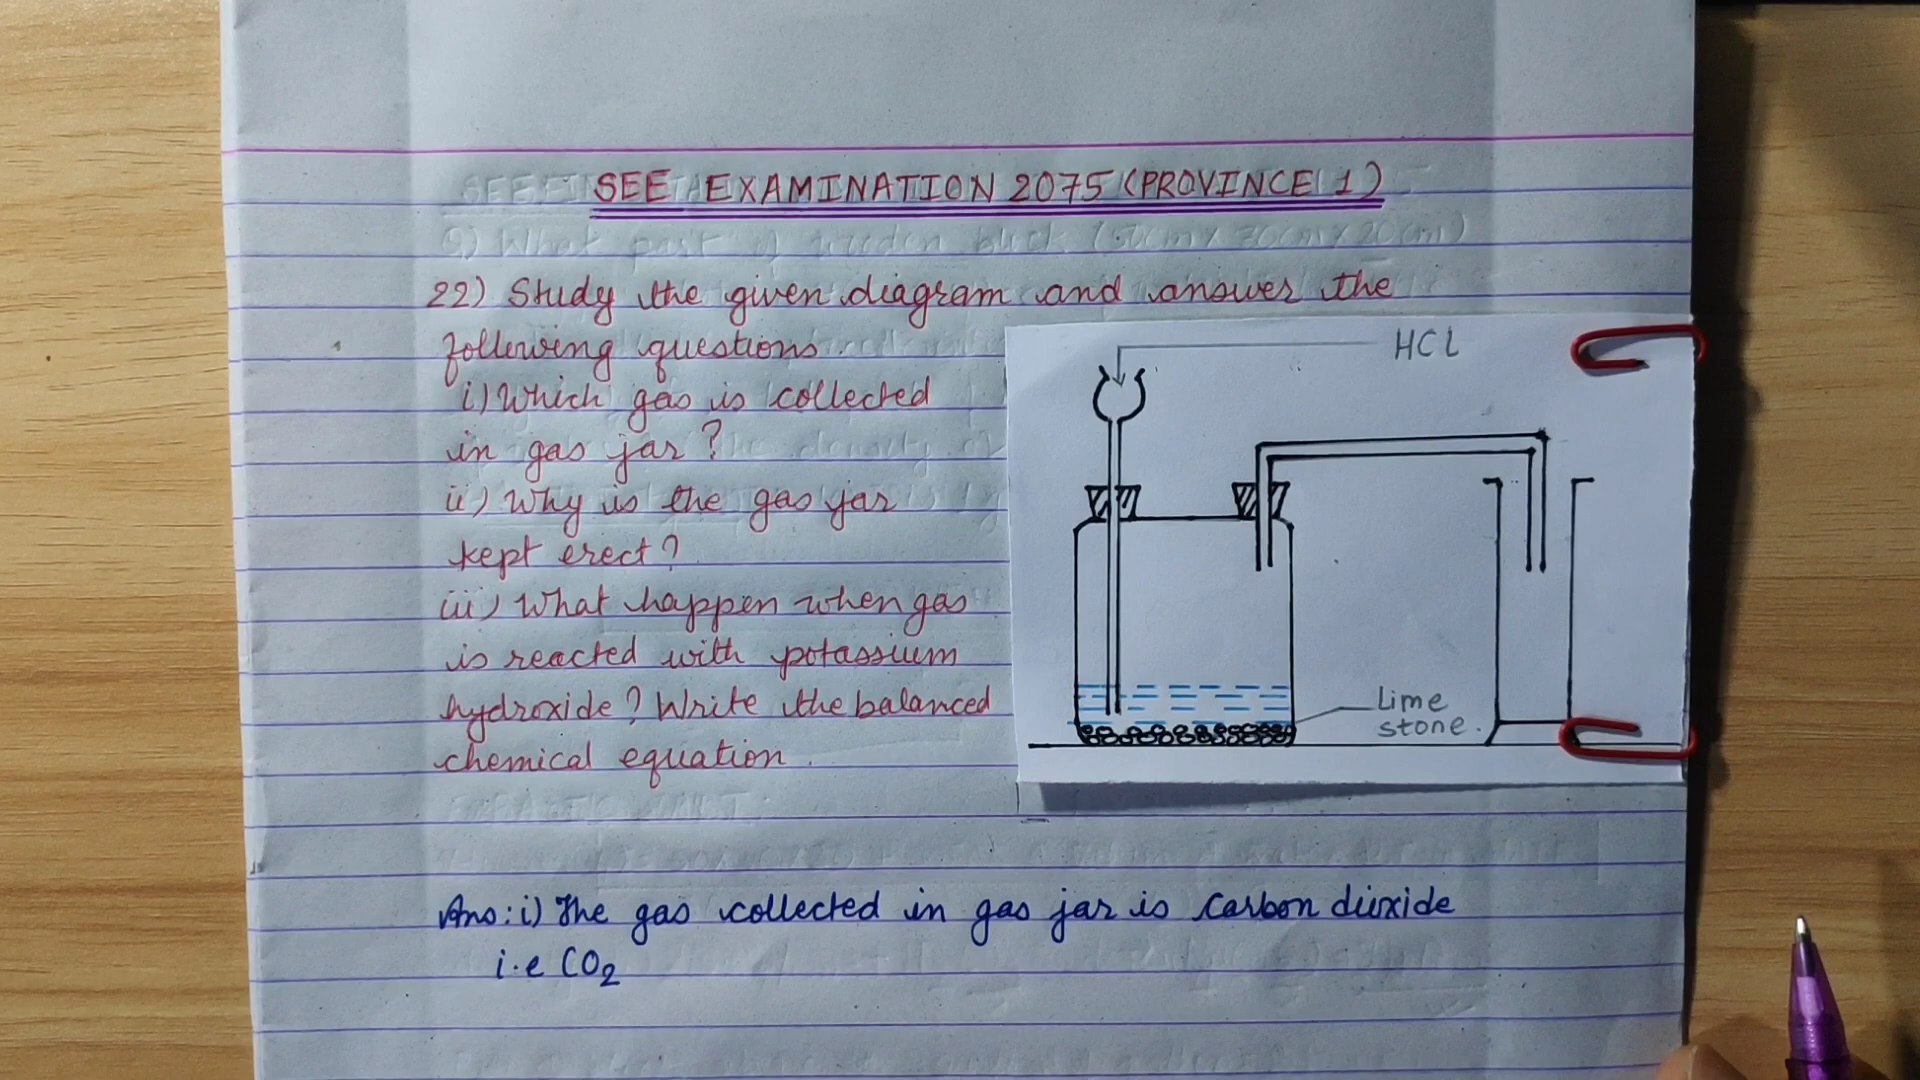 SEE EXAMINATION 2075 (PROVINCE 1)
22) Study the given diagram and answer the
following questions.
i) Which gas is collected
in gas jar?
ii) Why is the gas jar
kept erect?
iii) What happen when gas
is reacted with potassium
hydroxide? Write the balanced
chemical equation.
HCl
Lime
stone.
Ans: i) The gas collected in gas jar is Carbon dioxide
i.e CO2